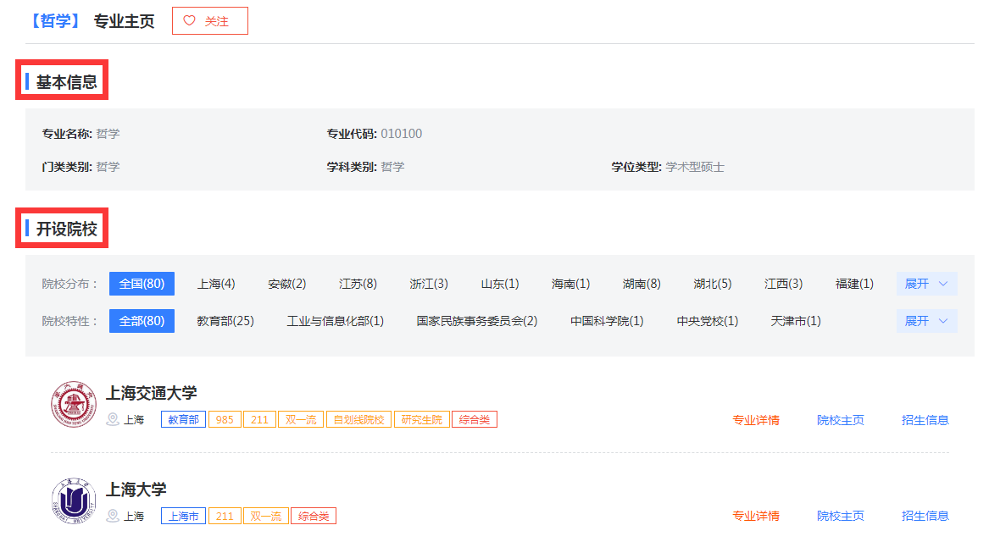 【哲学】 专业主页 关注
基本信息
专业名称: 哲学 专业代码: 010100
门类类别: 哲学 学科类别: 哲学 学位类型: 学术型硕士
开设院校
院校分布： 全国(80) 上海(4) 安徽(2) 江苏(8) 浙江(3) 山东(1) 海南(1) 湖南(8) 湖北(5) 江西(3) 福建(1) 展开
院校特性： 全部(80) 教育部(25) 工业与信息化部(1) 国家民族事务委员会(2) 中国科学院(1) 中央党校(1) 天津市(1) 展开
上海交通大学
上海 教育部 985 211 双一流 自划线院校 研究生院 综合类 专业详情 院校主页 招生信息
上海大学
上海 上海市 211 双一流 综合类 专业详情 院校主页 招生信息